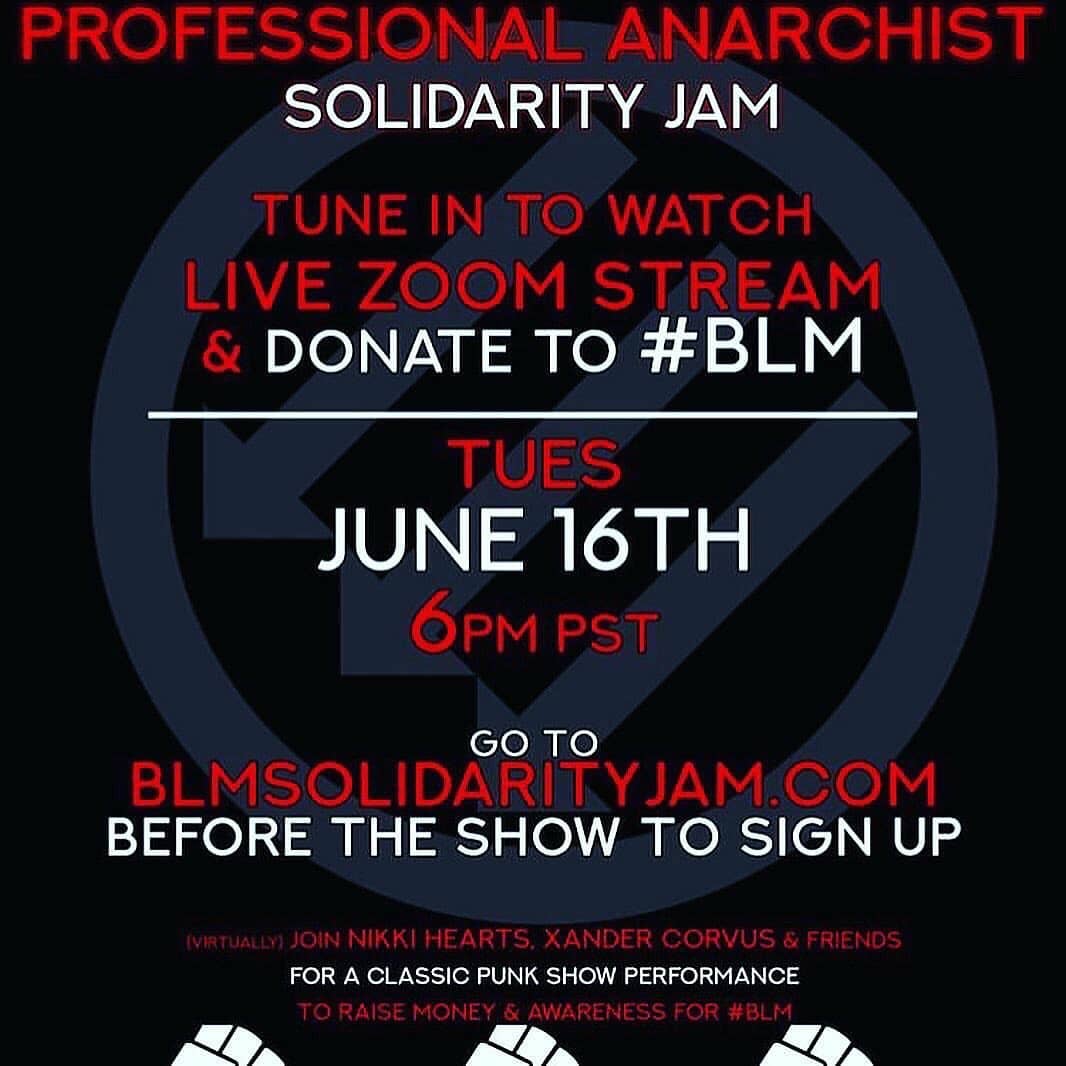 PROFESSIONAL ANARCHIST
SOLIDARITY JAM
TUNE IN TO WATCH
LIVE ZOOM STREAM
& DONATE TO #BLM
TUES
JUNE 16TH
6PM PST
GO TO
BLMSOLIDARITYJAM.COM
BEFORE THE SHOW TO SIGN UP
(VIRTUALLY) JOIN NIKKI HEARTS, XANDER CORVUS & FRIENDS
FOR A CLASSIC PUNK SHOW PERFORMANCE
TO RAISE MONEY & AWARENESS FOR #BLM